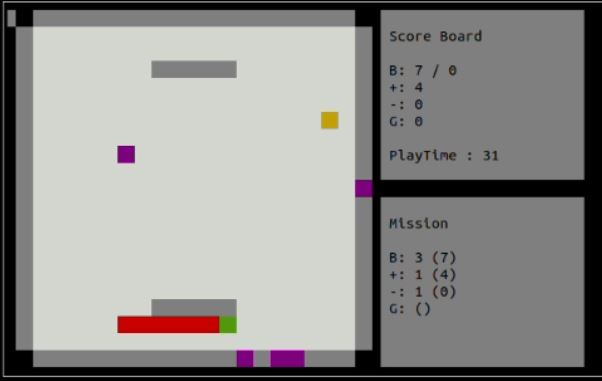 Score Board
B: 7 / 0
+: 4
-: 0
G: 0
PlayTime : 31
Mission
B: 3 (7)
+: 1 (4)
-: 1 (0)
G: ()